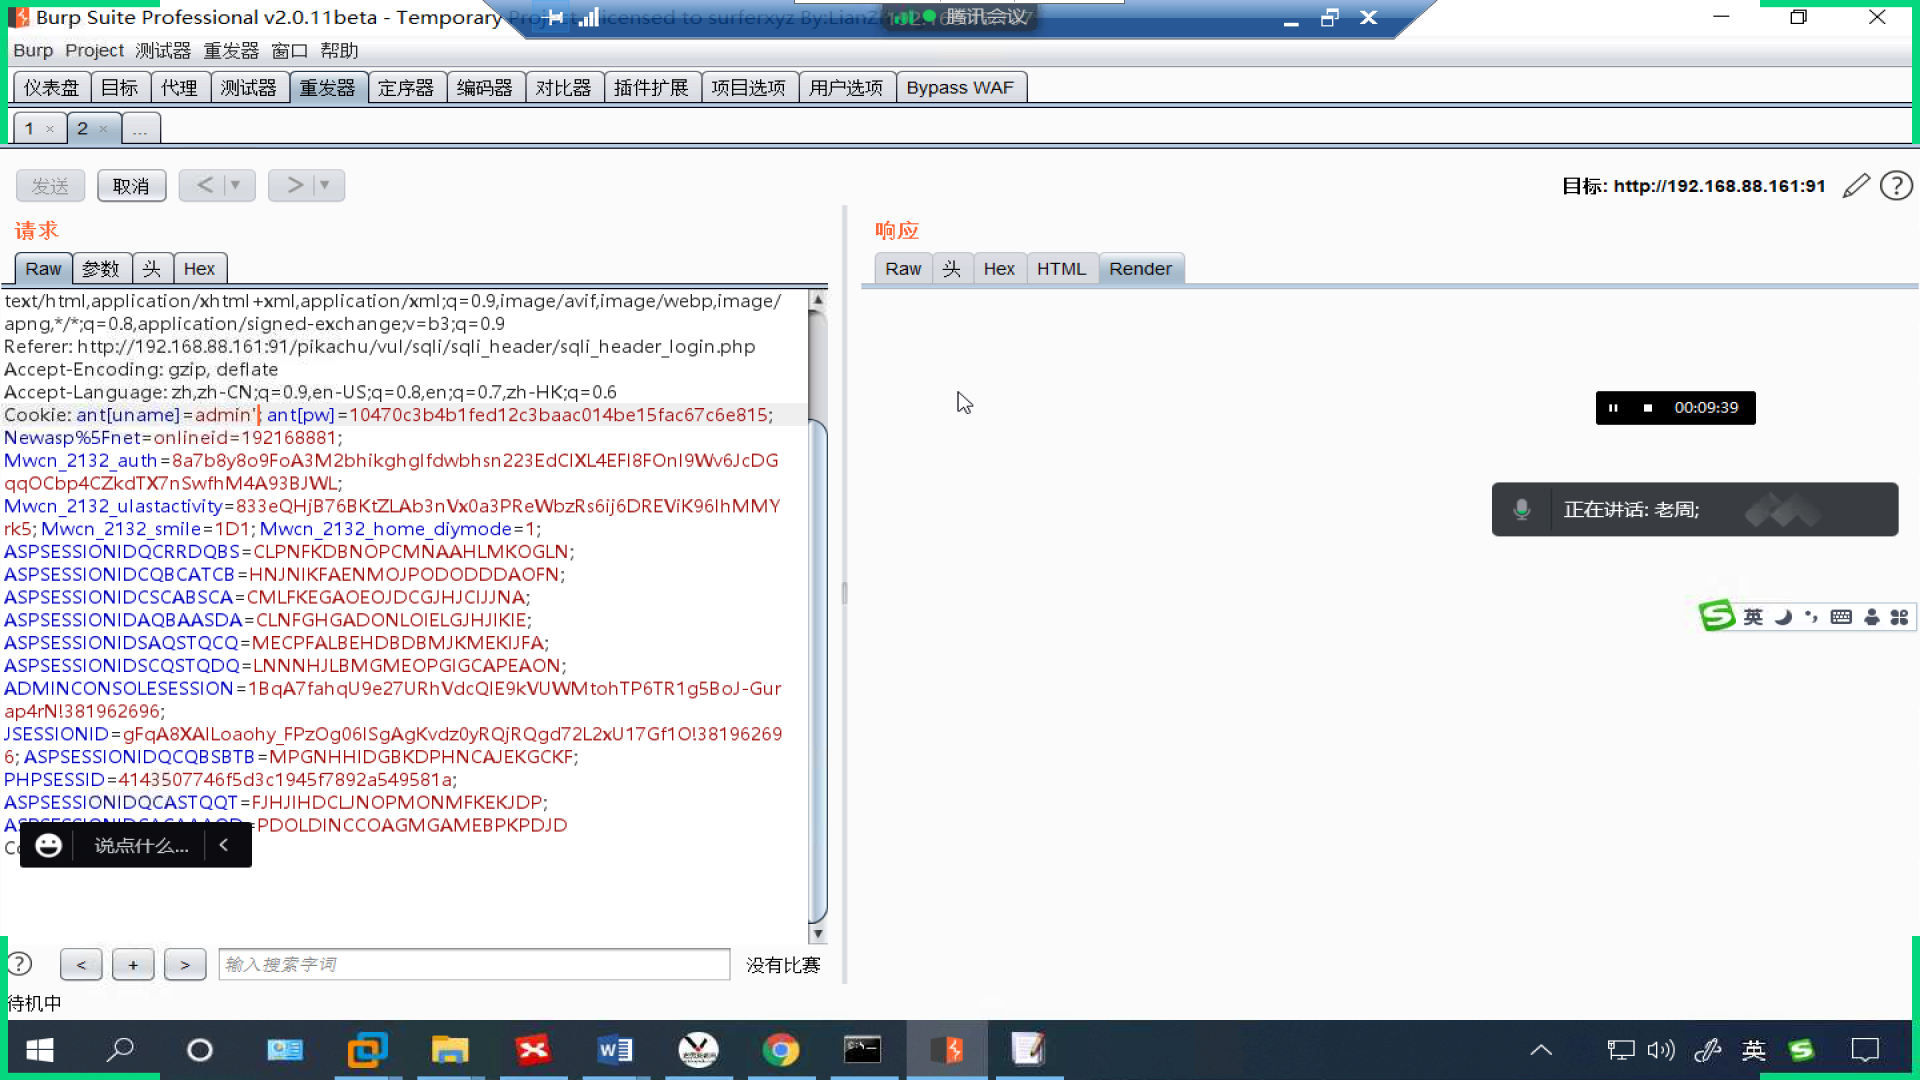 Burp Suite Professional v2.0.11beta - Temporary Project - licensed to surferxyz By:LianZ
腾讯会议
Burp Project 测试器 重发器 窗口 帮助
仪表盘 目标 代理 测试器 重发器 定序器 编码器 对比器 插件扩展 项目选项 用户选项 Bypass WAF
1 × 2 × ...
发送 取消 < ▼ > ▼
目标: http://192.168.88.161:91
请求
响应
Raw 参数 头 Hex
Raw 头 Hex HTML Render
text/html,application/xhtml+xml,application/xml;q=0.9,image/avif,image/webp,image/
apng,*/*;q=0.8,application/signed-exchange;v=b3;q=0.9
Referer: http://192.168.88.161:91/pikachu/vul/sqli/sqli_header/sqli_header_login.php
Accept-Encoding: gzip, deflate
Accept-Language: zh,zh-CN;q=0.9,en-US;q=0.8,en;q=0.7,zh-HK;q=0.6
Cookie: ant[uname]=admin'; ant[pw]=10470c3b4b1fed12c3baac014be15fac67c6e815;
Newasp%5Fnet=onlineid=192168881;
Mwcn_2132_auth=8a7b8y8o9FoA3M2bhikghgIfdwbhsn223EdCIXL4EFI8FOnI9Wv6JcDG
qqOCbp4CZkdTX7nSwfhM4A93BJWL;
Mwcn_2132_ulastactivity=833eQHjB76BKtZLAb3nVx0a3PReWbzRs6ij6DREViK96IhMMY
rk5; Mwcn_2132_smile=1D1; Mwcn_2132_home_diymode=1;
ASPSESSIONIDQCRRDQBS=CLPNFKDBNOPCMNAAHLMKOGLN;
ASPSESSIONIDCQBCATCB=HNJNIKFAENMOJPODODDDAOFN;
ASPSESSIONIDCSCABSCA=CMLFKEGAOEOJDCGJHJCIJJNA;
ASPSESSIONIDAQBAASDA=CLNFGHGADONLOIELGJHJIKIE;
ASPSESSIONIDSAQSTQCQ=MECPFALBEHDBDBMJKMEKIJFA;
ASPSESSIONIDSCQSTQDQ=LNNNHJLBMGMEOPGIGCAPEAON;
ADMINCONSOLESESSION=1BqA7fahqU9e27URhVdcQIE9kVUWMtohTP6TR1g5BoJ-Gur
ap4rN!381962696;
JSESSIONID=gFqA8XAILoaohy_FPzOg06ISgAgKvdz0yRQjRQgd72L2xU17Gf1O!38196269
6; ASPSESSIONIDQCQBSBTB=MPGNHHIDGBKDPHNCAJEKGCKF;
PHPSESSID=4143507746f5d3c1945f7892a549581a;
ASPSESSIONIDQCASTQQT=FJHJIHDCLJNOPMONMFKEKJDP;
=PDOLDINCCOAGMGAMEBPKPDJD
说点什么... <
00:09:39
正在讲话: 老周;
英
? < + > 输入搜索字词 没有比赛
待机中
英